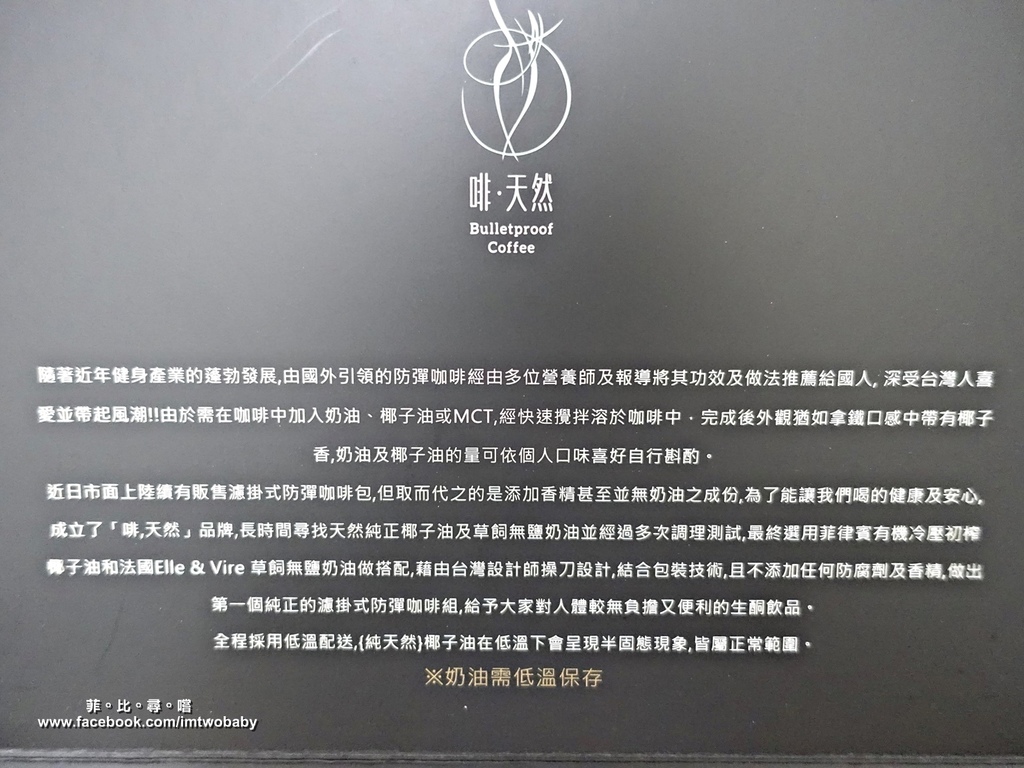 啡·天然
Bulletproof
Coffee
隨著近年健身產業的蓬勃發展,由國外引領的防彈咖啡經由多位營養師及報導將其功效及做法推薦給國人, 深受台灣人喜
愛並帶起風潮!!由於需在咖啡中加入奶油、椰子油或MCT,經快速攪拌溶於咖啡中．完成後外觀猶如拿鐵口感中帶有椰子
香,奶油及椰子油的量可依個人口味喜好自行斟酌。
近日市面上陸續有販售濾掛式防彈咖啡包,但取而代之的是添加香精甚至並無奶油之成份,為了能讓我們喝的健康及安心,
成立了「啡,天然」品牌,長時間尋找天然純正椰子油及草飼無鹽奶油並經過多次調理測試,最終選用菲律賓有機冷壓初榨
椰子油和法國Elle & Vire 草飼無鹽奶油做搭配,藉由台灣設計師操刀設計,結合包裝技術,且不添加任何防腐劑及香精,做出
第一個純正的濾掛式防彈咖啡組,給予大家對人體較無負擔又便利的生酮飲品。
全程採用低溫配送,{純天然}椰子油在低溫下會呈現半固態現象,皆屬正常範圍。
※奶油需低溫保存
菲。比。尋。嚐
www.facebook.com/imtwobaby